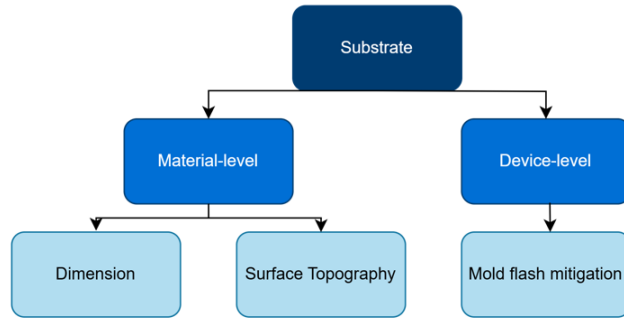 Substrate
Material-level
Device-level
Dimension
Surface Topography
Mold flash mitigation